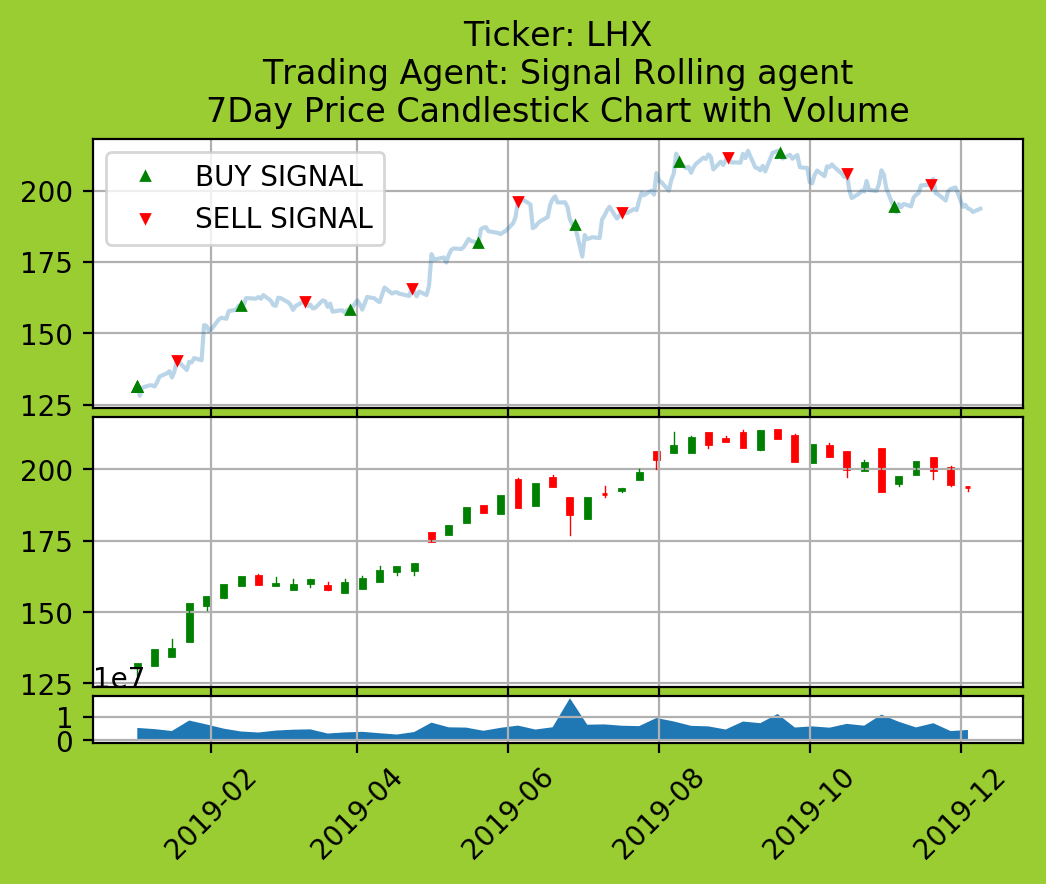 Ticker: LHX
Trading Agent: Signal Rolling agent
7Day Price Candlestick Chart with Volume
BUY SIGNAL
SELL SIGNAL
200
175
150
125
200
175
150
125
1e7
1
0
2019-02
2019-04
2019-06
2019-08
2019-10
2019-12